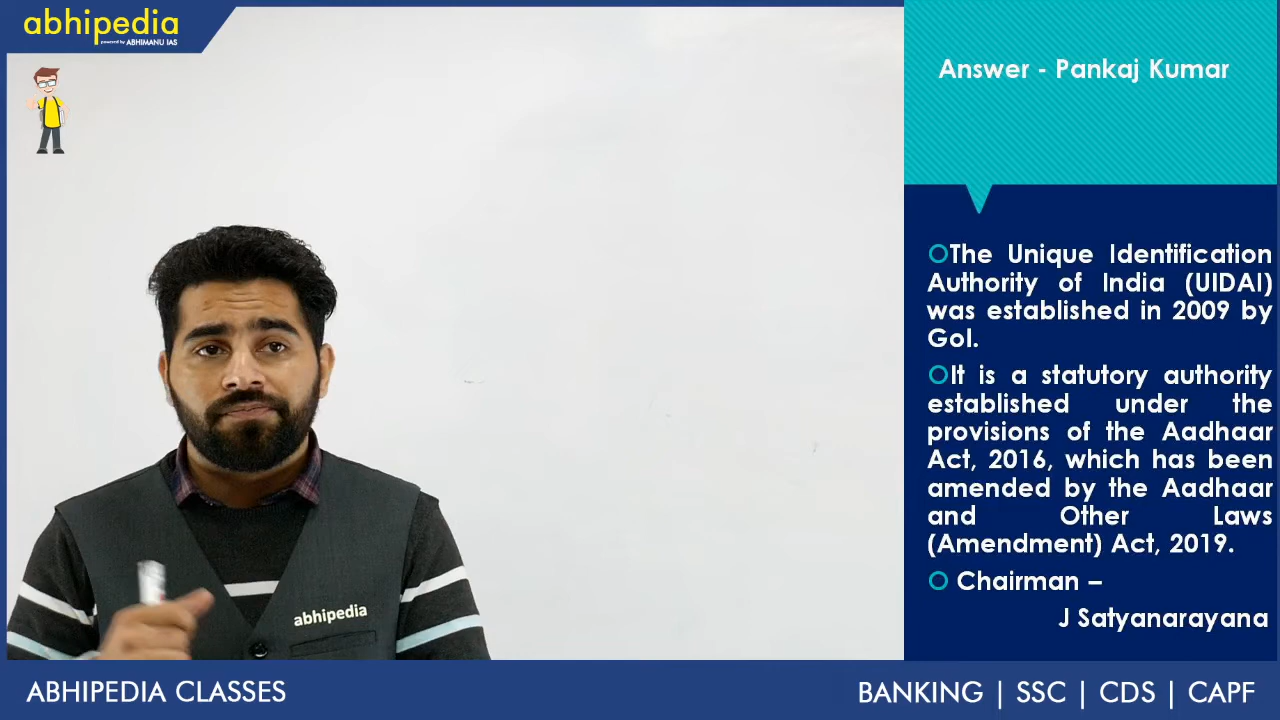 abhipedia
powered by ABHIMANU IAS
Answer - Pankaj Kumar
The Unique Identification
Authority of India (UIDAI)
was established in 2009 by
GoI.
It is a statutory authority
established under the
provisions of the Aadhaar
Act, 2016, which has been
amended by the Aadhaar
and Other Laws
(Amendment) Act, 2019.
Chairman –
J Satyanarayana
abhipedia
ABHIPEDIA CLASSES
BANKING | SSC | CDS | CAPF